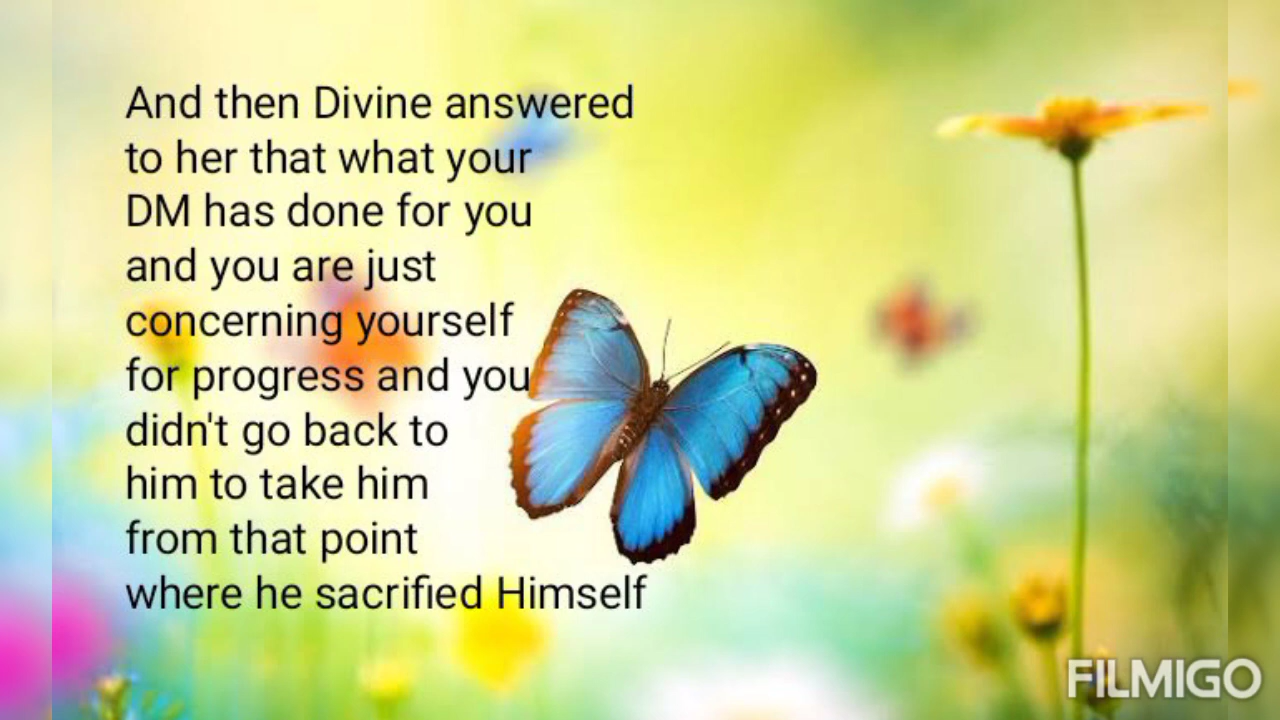 And then Divine answered
to her that what your
DM has done for you
and you are just
concerning yourself
for progress and you
didn't go back to
him to take him
from that point
where he sacrified Himself
FILMIGO